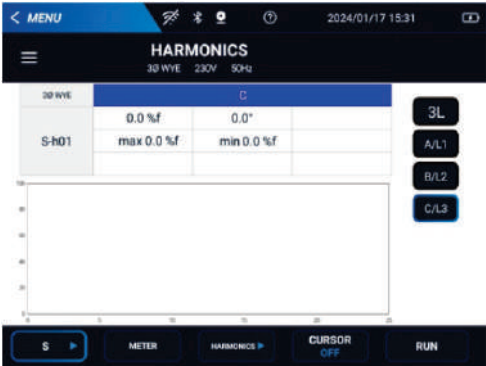 < MENU 2024/01/17 15:31
HARMONICS
3Ø WYE 230V 50Hz
3Ø WYE C
0.0 %f 0.0°
S-h01
max 0.0 %f min 0.0 %f
3L
A/L1
B/L2
C/L3
100
80
60
40
20
0
0 5 10 15 20 25
S METER HARMONICS CURSOR OFF RUN